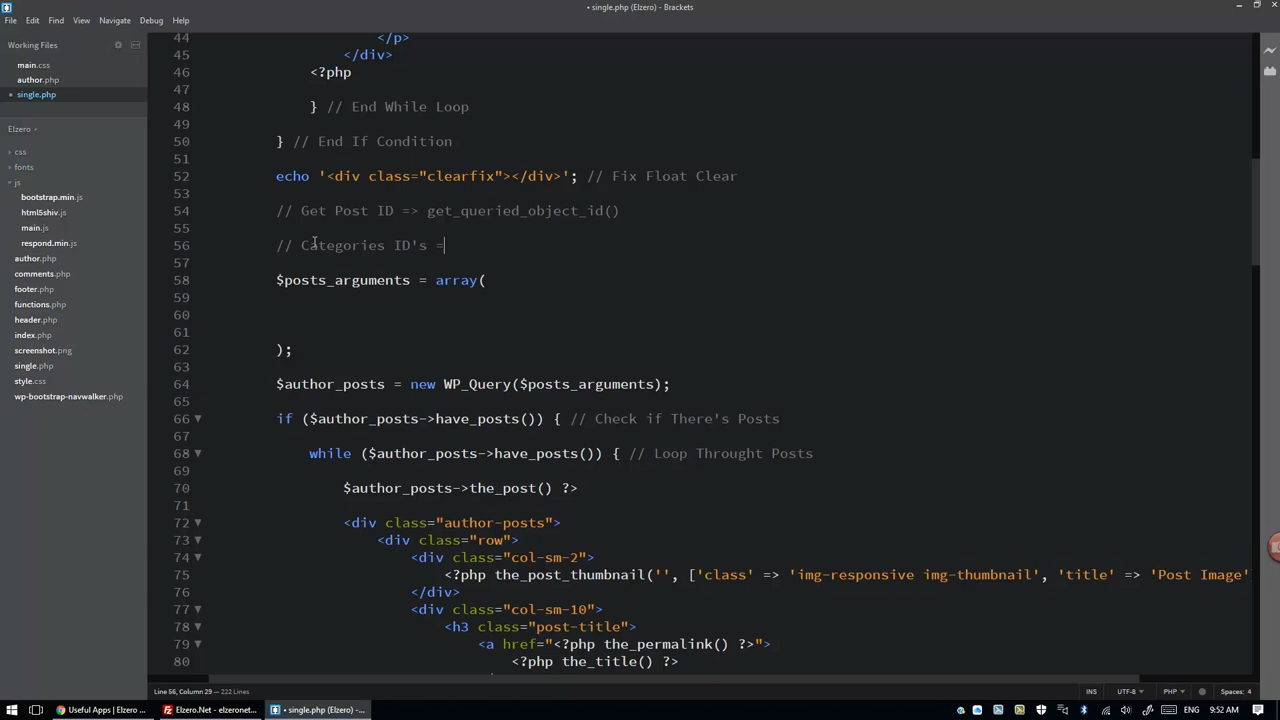 • single.php (Elzero) - Brackets
File Edit Find View Navigate Debug Help
Working Files
main.css
author.php
• single.php
Elzero
css
fonts
js
bootstrap.min.js
html5shiv.js
main.js
respond.min.js
author.php
comments.php
footer.php
functions.php
header.php
index.php
screenshot.png
single.php
style.css
wp-bootstrap-navwalker.php
44 </p>
45 </div>
46 <?php
47
48 } // End While Loop
49
50 } // End If Condition
51
52 echo '<div class="clearfix"></div>'; // Fix Float Clear
53
54 // Get Post ID => get_queried_object_id()
55
56 // Categories ID's =
57
58 $posts_arguments = array(
59
60
61
62 );
63
64 $author_posts = new WP_Query($posts_arguments);
65
66 if ($author_posts->have_posts()) { // Check if There's Posts
67
68 while ($author_posts->have_posts()) { // Loop Throught Posts
69
70 $author_posts->the_post() ?>
71
72 <div class="author-posts">
73 <div class="row">
74 <div class="col-sm-2">
75 <?php the_post_thumbnail('', ['class' => 'img-responsive img-thumbnail', 'title' => 'Post Image'
76 </div>
77 <div class="col-sm-10">
78 <h3 class="post-title">
79 <a href="<?php the_permalink() ?>">
80 <?php the_title() ?>
Line 56, Column 29 — 222 Lines
INS UTF-8 PHP Spaces: 4
Useful Apps | Elzero ... Elzero.Net - elzeronet... • single.php (Elzero) -... ENG 9:52 AM